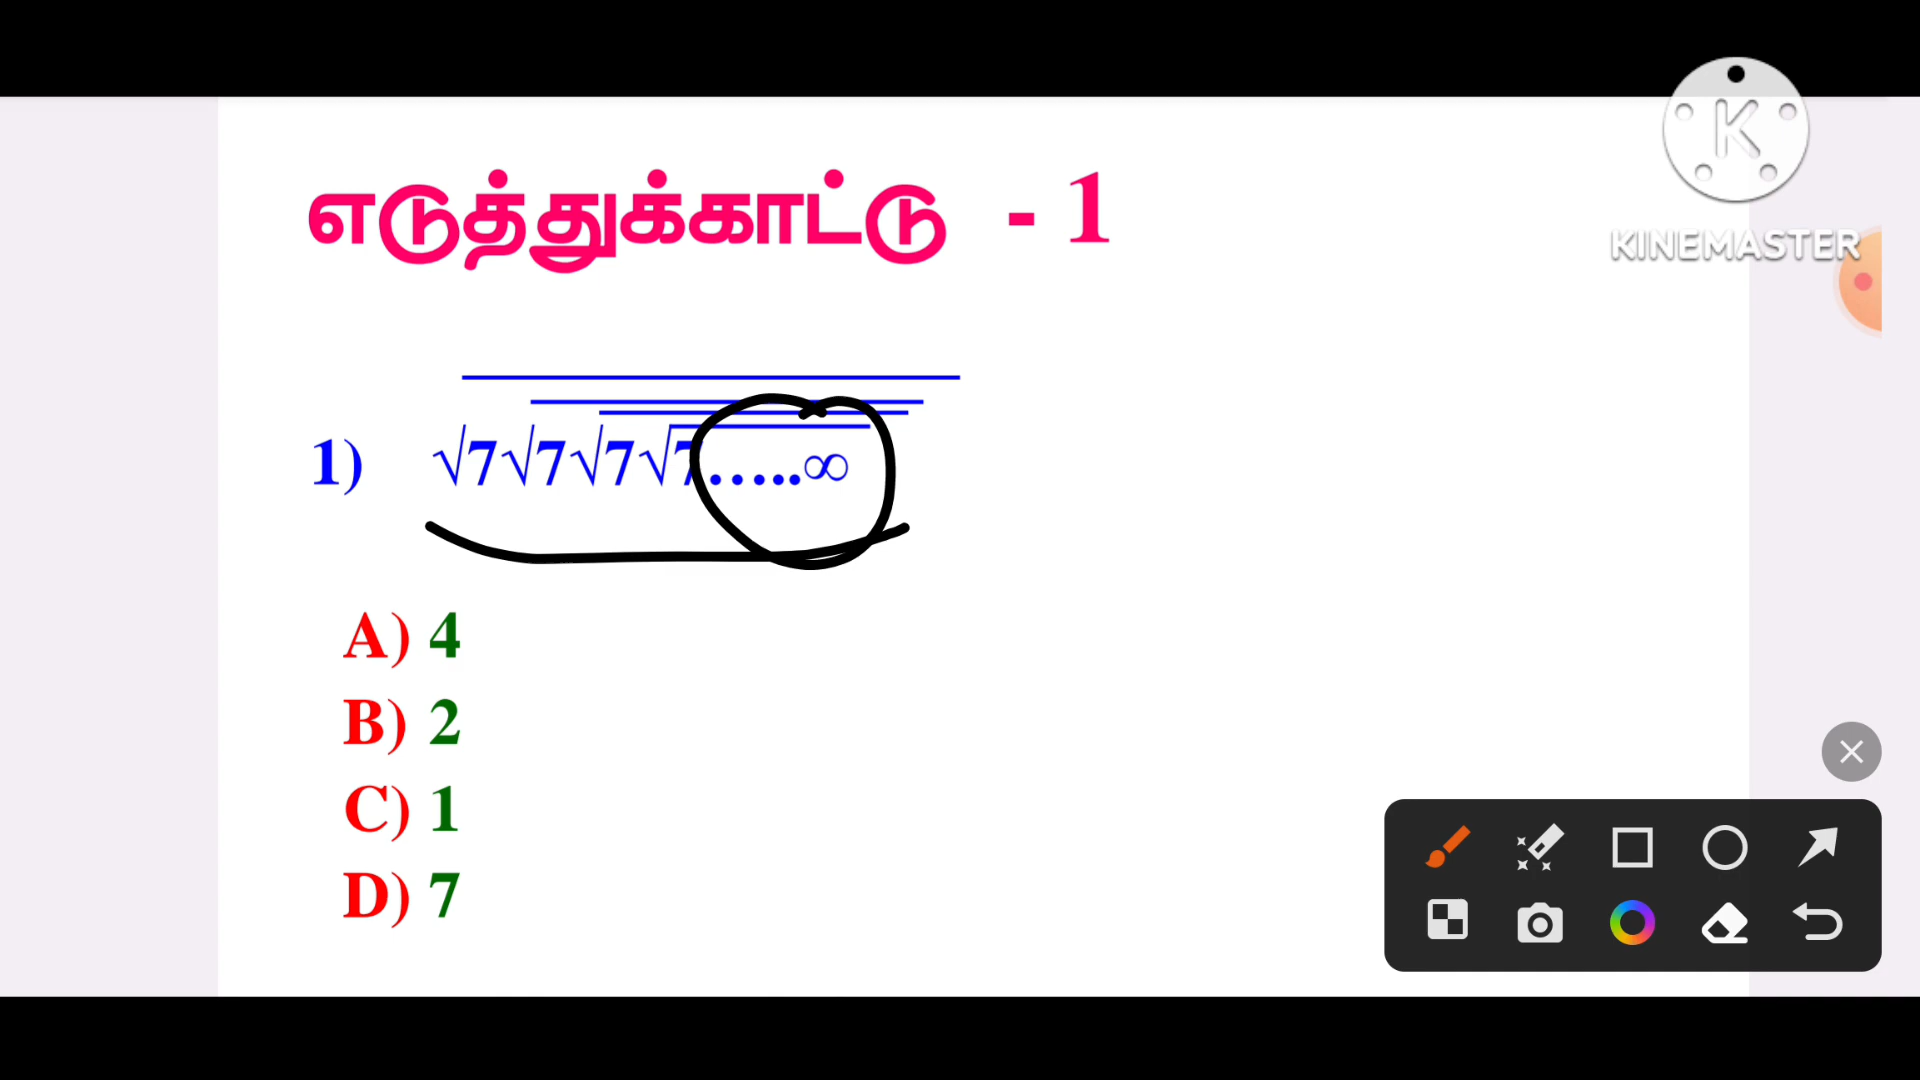 எடுத்துக்காட்டு - 1
K
KINEMASTER
1) √7√7√7√7.....∞
A) 4
B) 2
C) 1
D) 7